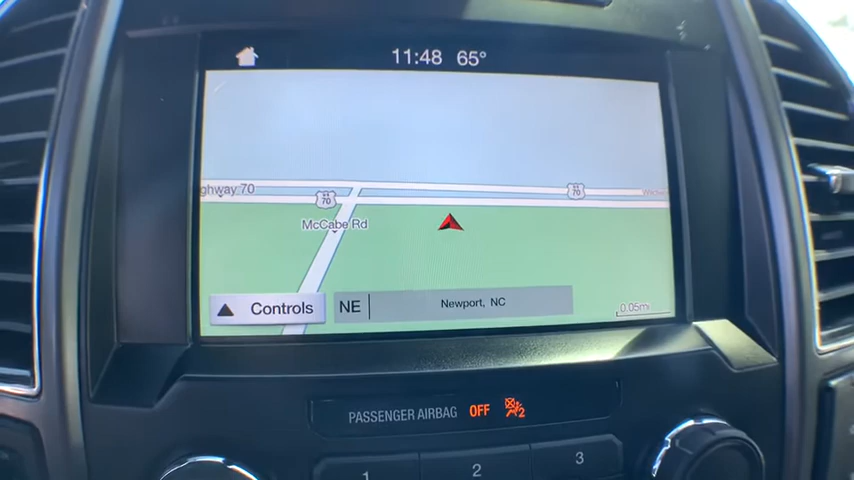 11:48 65°
ghway 70
70
70
McCabe Rd
Controls
NE
Newport, NC
0.05mi
PASSENGER AIRBAG OFF
2
1
2
3